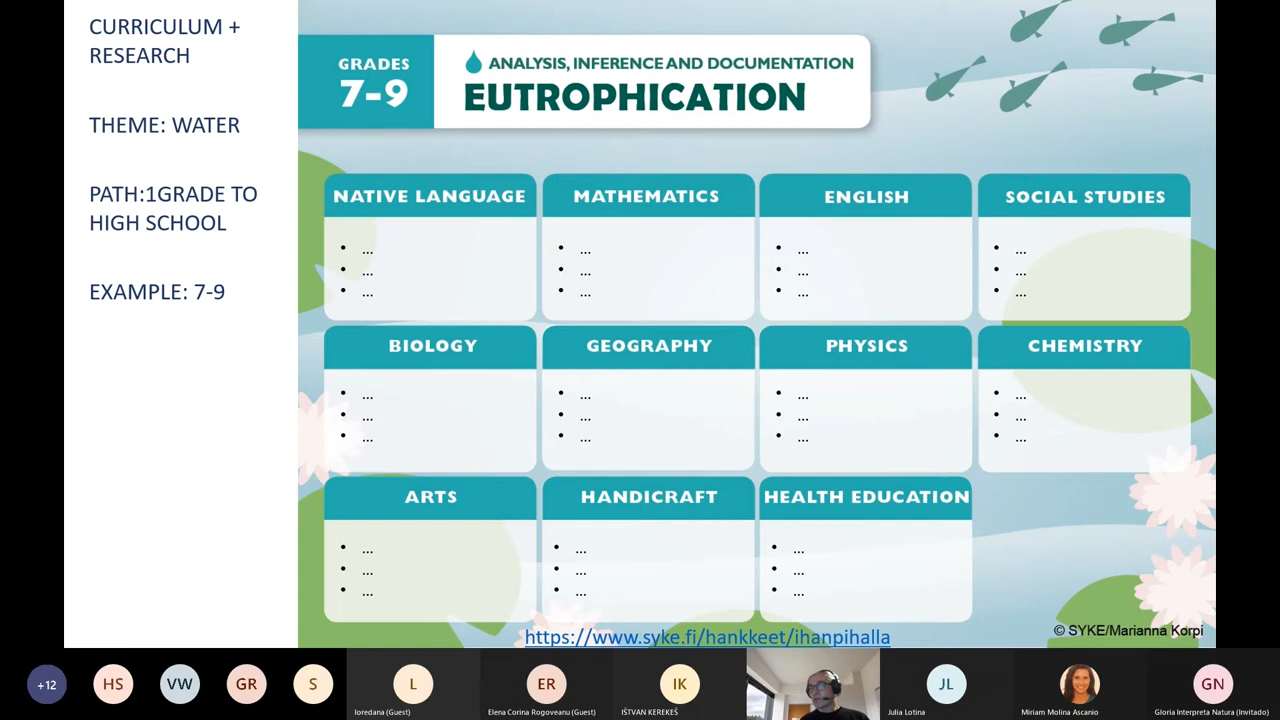 CURRICULUM +
RESEARCH
THEME: WATER
PATH:1GRADE TO
HIGH SCHOOL
EXAMPLE: 7-9
GRADES
7-9
ANALYSIS, INFERENCE AND DOCUMENTATION
EUTROPHICATION
NATIVE LANGUAGE
• ...
• ...
• ...
MATHEMATICS
• ...
• ...
• ...
ENGLISH
• ...
• ...
• ...
SOCIAL STUDIES
• ...
• ...
• ...
BIOLOGY
• ...
• ...
• ...
GEOGRAPHY
• ...
• ...
• ...
PHYSICS
• ...
• ...
• ...
CHEMISTRY
• ...
• ...
• ...
ARTS
• ...
• ...
• ...
HANDICRAFT
• ...
• ...
• ...
HEALTH EDUCATION
• ...
• ...
• ...
https://www.syke.fi/hankkeet/ihanpihalla
© SYKE/Marianna Korpi
+12
HS
VW
GR
S
L
loredana (Guest)
ER
Elena Corina Rogoveanu (Guest)
IK
IŠTVAN KEREKEŠ
JL
Julia Lotina
Miriam Molina Ascanio
GN
Gloria Interpreta Natura (Invitado)